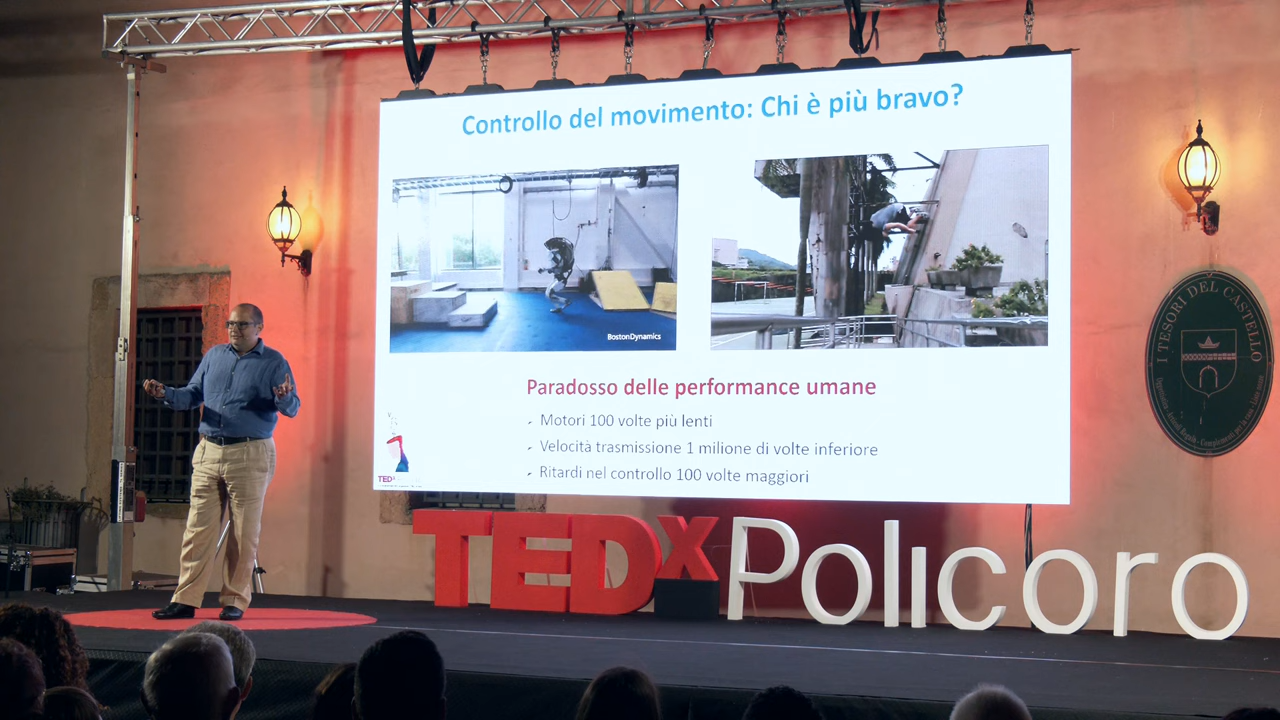 Controllo del movimento: Chi è più bravo?
BostonDynamics
Paradosso delle performance umane
Motori 100 volte più lenti
Velocità trasmissione 1 milione di volte inferiore
Ritardi nel controllo 100 volte maggiori
TEDx
TEDxPolicoro
I TESORI DEL CASTELLO